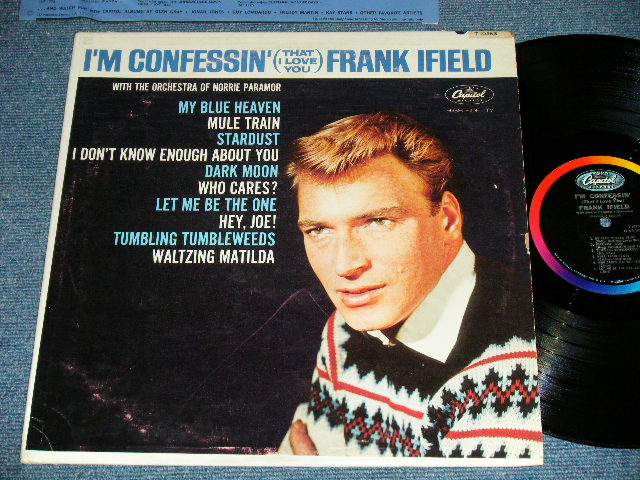 I'M CONFESSIN' (THAT I LOVE YOU) FRANK IFIELD
WITH THE ORCHESTRA OF NORRIE PARAMOR
Capitol
MY BLUE HEAVEN
MULE TRAIN
STARDUST
I DON'T KNOW ENOUGH ABOUT YOU
DARK MOON
WHO CARES?
LET ME BE THE ONE
HEY, JOE!
TUMBLING TUMBLEWEEDS
WALTZING MATILDA
Capitol
I'M CONFESSIN'
(That I Love You)
FRANK IFIELD